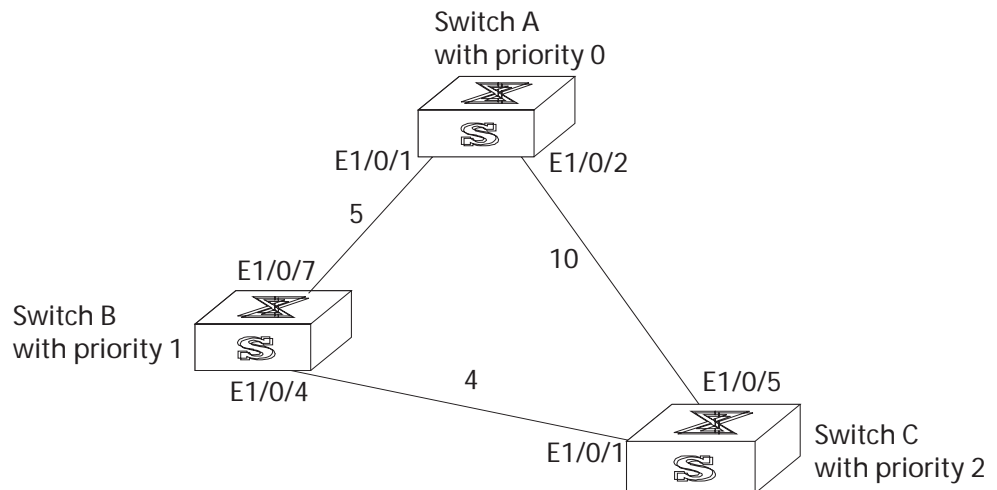 Switch A
with priority 0
S
E1/0/1
E1/0/2
5
10
E1/0/7
Switch B
with priority 1
S
E1/0/4
4
E1/0/5
E1/0/1
S
Switch C
with priority 2